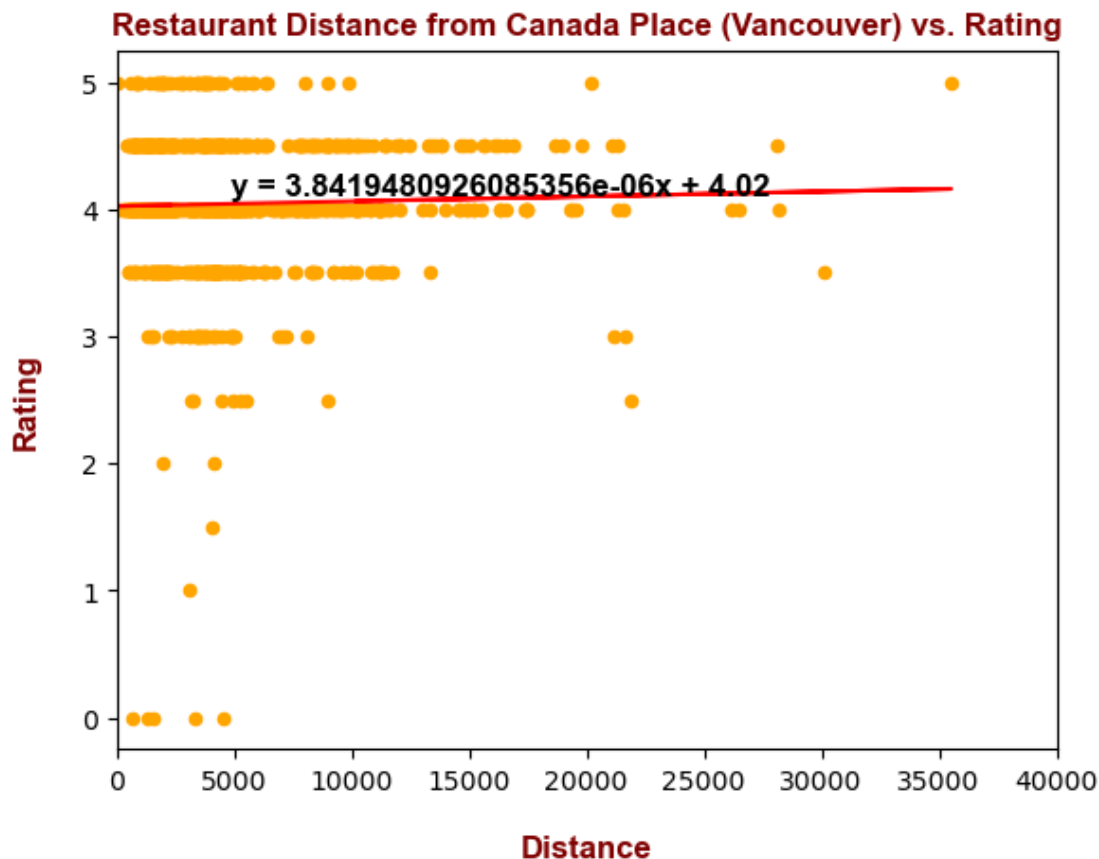 Restaurant Distance from Canada Place (Vancouver) vs. Rating
5
4
3
2
1
0
y = 3.8419480926085356e-06x + 4.02
Rating
0 5000 10000 15000 20000 25000 30000 35000 40000
Distance